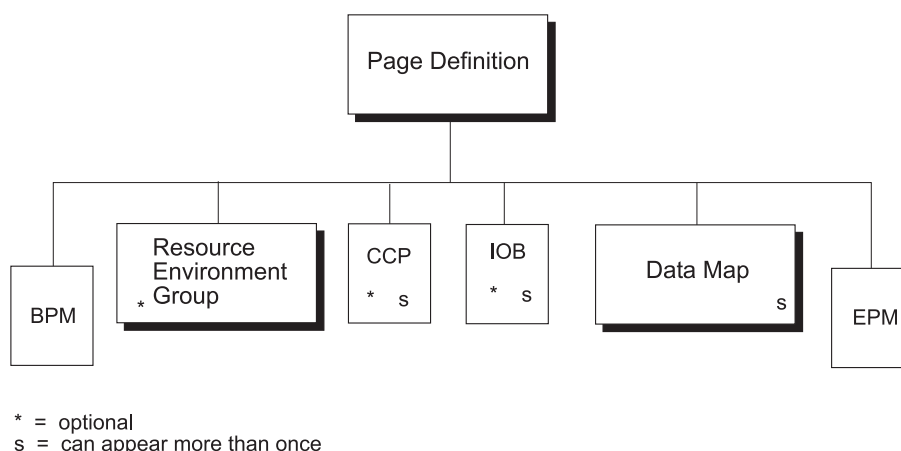 Page Definition
Resource
Environment
* Group
CCP
* s
IOB
* s
Data Map
s
BPM
EPM
* = optional
s = can appear more than once